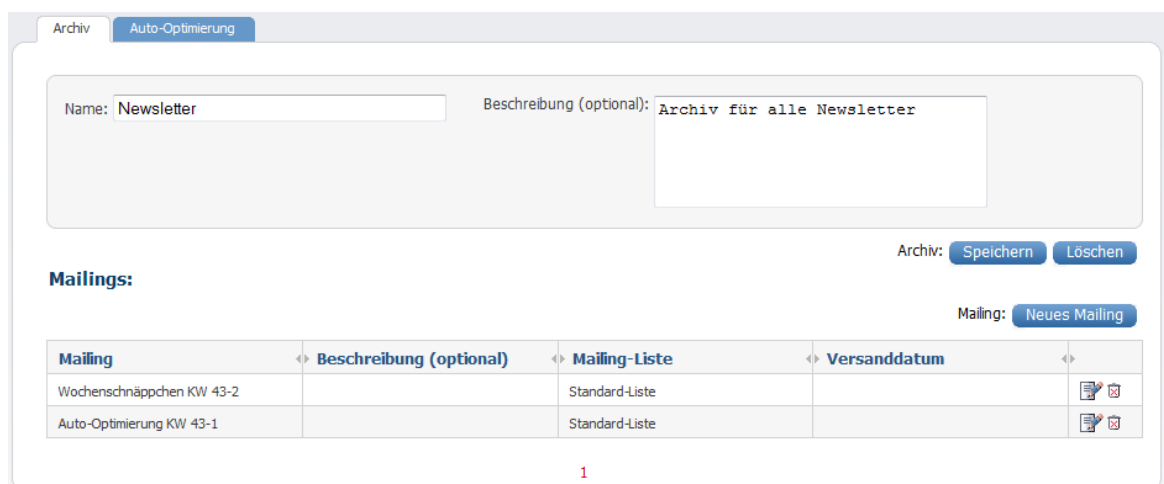 Archiv Auto-Optimierung
Name: Newsletter Beschreibung (optional): Archiv für alle Newsletter
Archiv: Speichern Löschen
Mailings:
Mailing: Neues Mailing
Mailing Beschreibung (optional) Mailing-Liste Versanddatum
Wochenschnäppchen KW 43-2 Standard-Liste
Auto-Optimierung KW 43-1 Standard-Liste
1